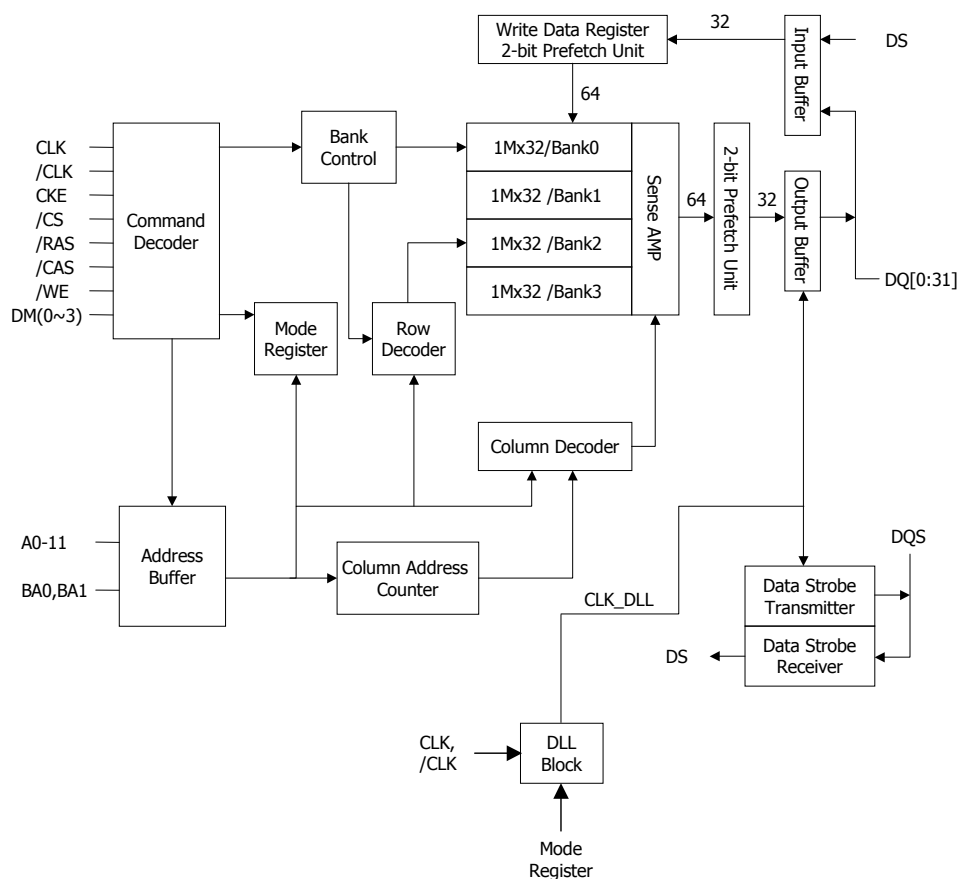 Write Data Register
2-bit Prefetch Unit
32
Input Buffer
DS
64
CLK
/CLK
CKE
/CS
/RAS
/CAS
/WE
DM(0~3)
Command
Decoder
Bank
Control
1Mx32/Bank0
1Mx32 /Bank1
1Mx32 /Bank2
1Mx32 /Bank3
Sense AMP
64
2-bit Prefetch Unit
32
Output Buffer
DQ[0:31]
Mode
Register
Row
Decoder
Column Decoder
A0-11
BA0,BA1
Address
Buffer
Column Address
Counter
CLK_DLL
DQS
Data Strobe
Transmitter
Data Strobe
Receiver
DS
CLK,
/CLK
DLL
Block
Mode
Register